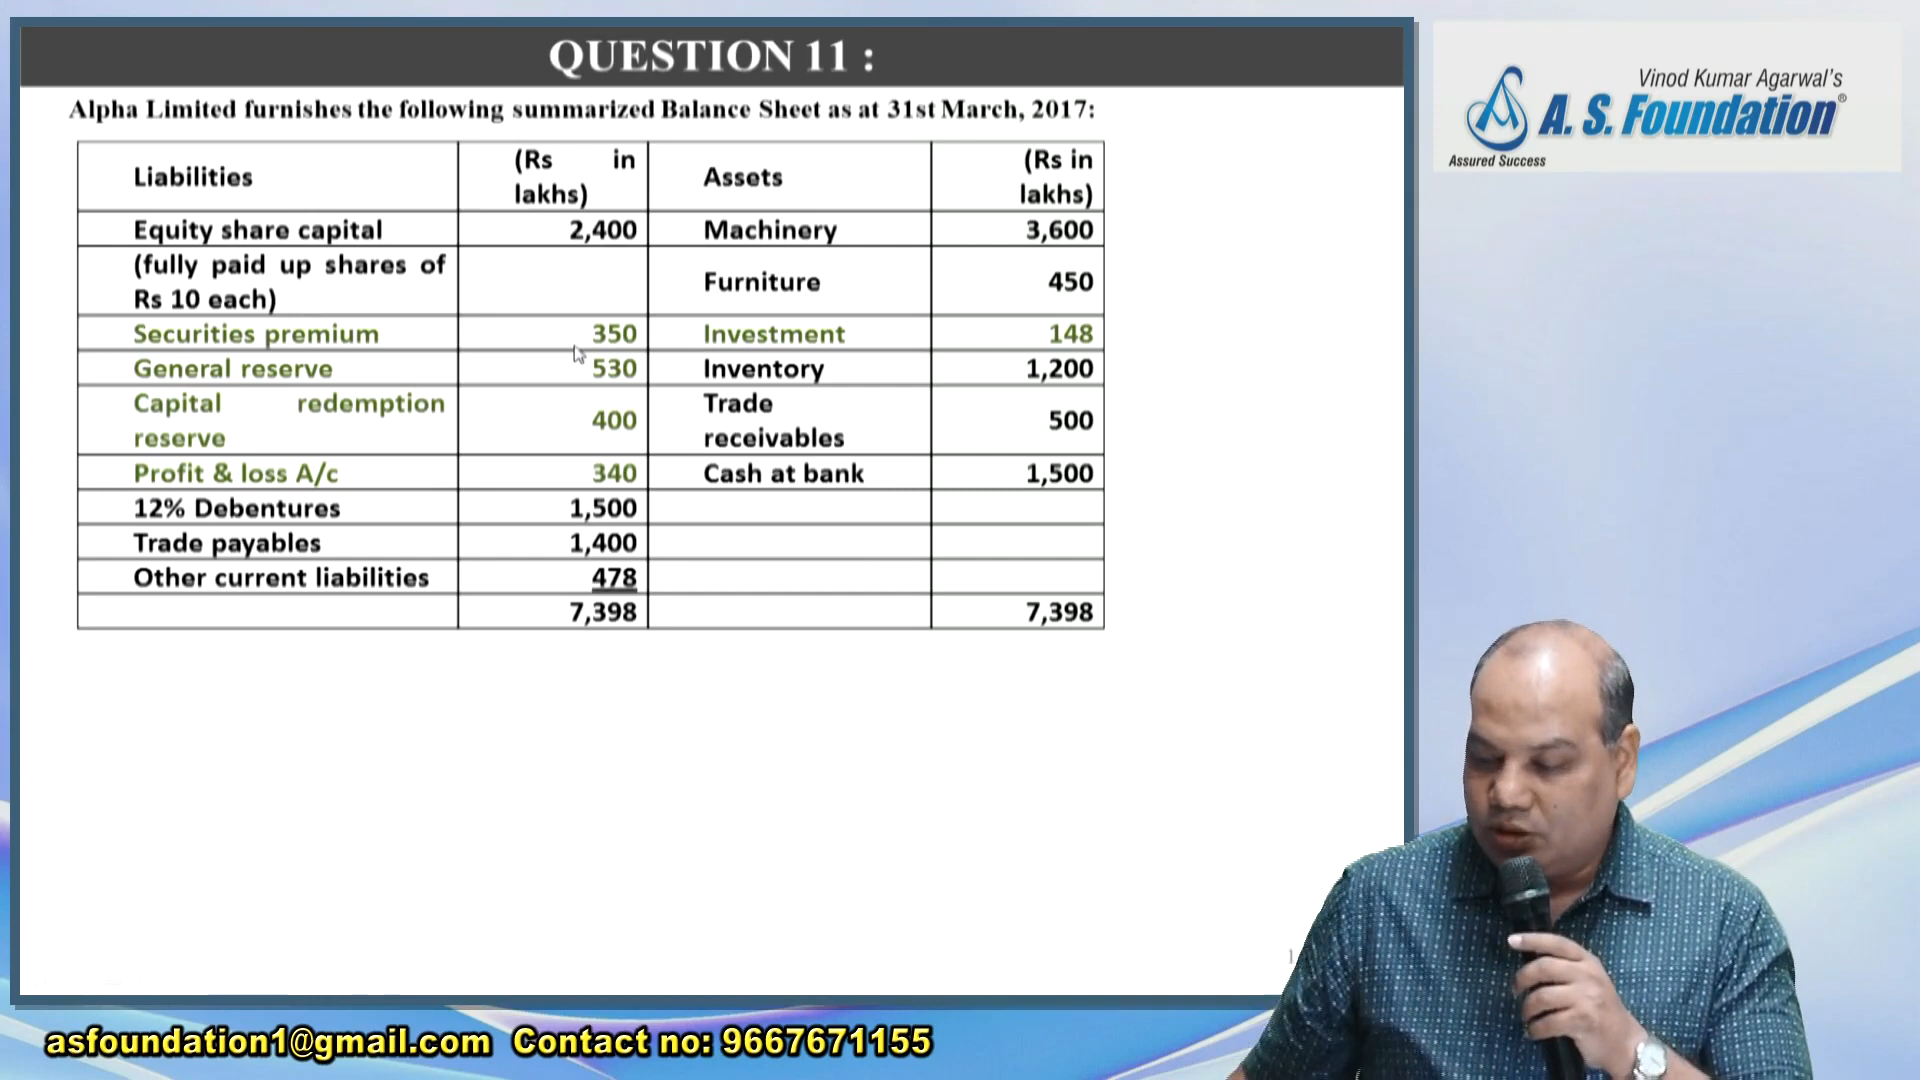 QUESTION 11 :
Vinod Kumar Agarwal's
A. S. Foundation®
Assured Success
Alpha Limited furnishes the following summarized Balance Sheet as at 31st March, 2017:
Liabilities (Rs in lakhs) Assets (Rs in lakhs)
Equity share capital 2,400 Machinery 3,600
(fully paid up shares of Rs 10 each) Furniture 450
Securities premium 350 Investment 148
General reserve 530 Inventory 1,200
Capital redemption reserve 400 Trade receivables 500
Profit & loss A/c 340 Cash at bank 1,500
12% Debentures 1,500
Trade payables 1,400
Other current liabilities 478
7,398 7,398
asfoundation1@gmail.com Contact no: 9667671155